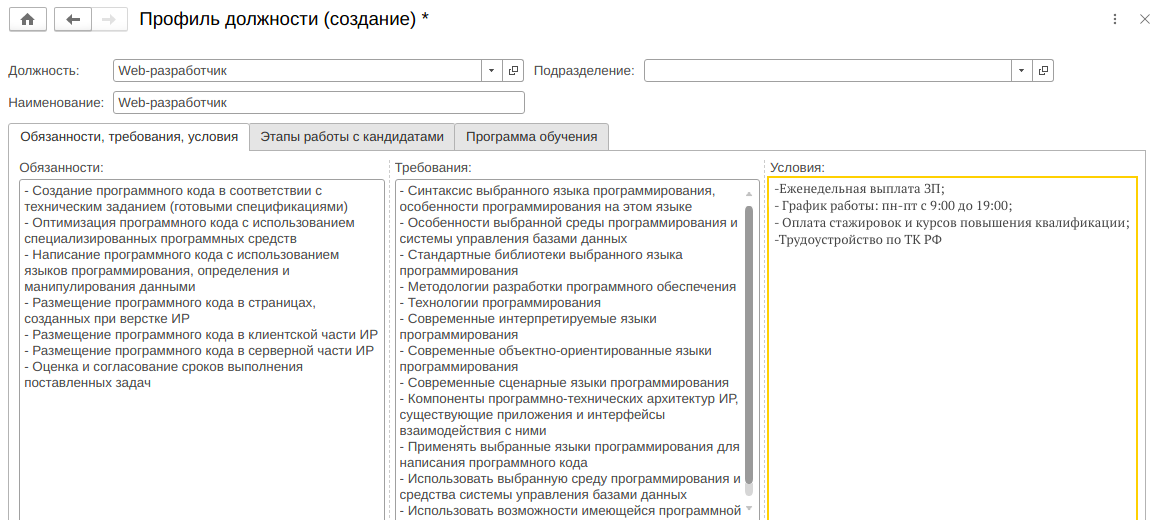 Профиль должности (создание) *
Должность: Web-разработчик Подразделение:
Наименование: Web-разработчик
Обязанности, требования, условия Этапы работы с кандидатами Программа обучения
Обязанности:
- Создание программного кода в соответствии с
техническим заданием (готовыми спецификациями)
- Оптимизация программного кода с использованием
специализированных программных средств
- Написание программного кода с использованием
языков программирования, определения и
манипулирования данными
- Размещение программного кода в страницах,
созданных при верстке ИР
- Размещение программного кода в клиентской части ИР
- Размещение программного кода в серверной части ИР
- Оценка и согласование сроков выполнения
поставленных задач
Требования:
- Синтаксис выбранного языка программирования,
особенности программирования на этом языке
- Особенности выбранной среды программирования и
системы управления базами данных
- Стандартные библиотеки выбранного языка
программирования
- Методологии разработки программного обеспечения
- Технологии программирования
- Современные интерпретируемые языки
программирования
- Современные объектно-ориентированные языки
программирования
- Современные сценарные языки программирования
- Компоненты программно-технических архитектур ИР,
существующие приложения и интерфейсы
взаимодействия с ними
- Применять выбранные языки программирования для
написания программного кода
- Использовать выбранную среду программирования и
средства системы управления базами данных
- Использовать возможности имеющейся программной
Условия:
-Еженедельная выплата ЗП;
- График работы: пн-пт с 9:00 до 19:00;
- Оплата стажировок и курсов повышения квалификации;
-Трудоустройство по ТК РФ